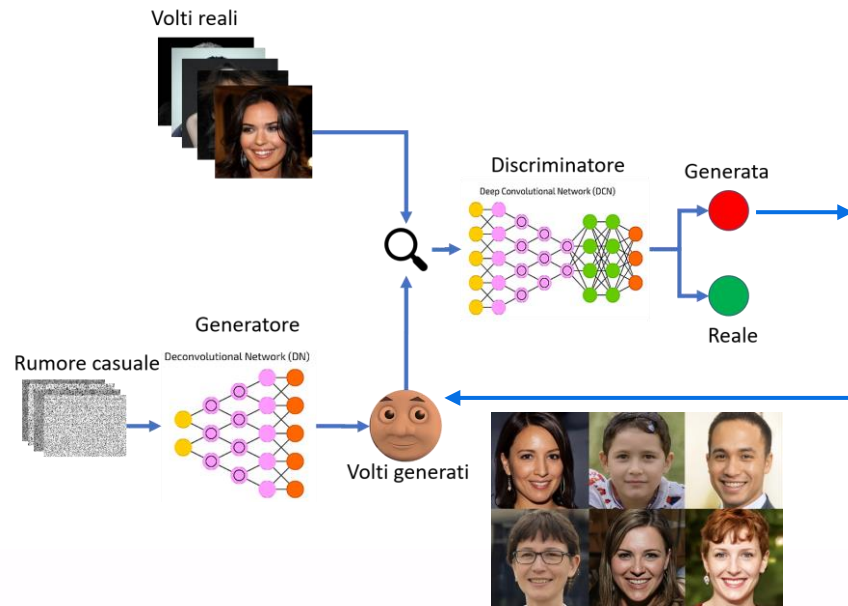 Volti reali
Discriminatore
Deep Convolutional Network (DCN)
Generata
Reale
Generatore
Deconvolutional Network (DN)
Rumore casuale
Volti generati